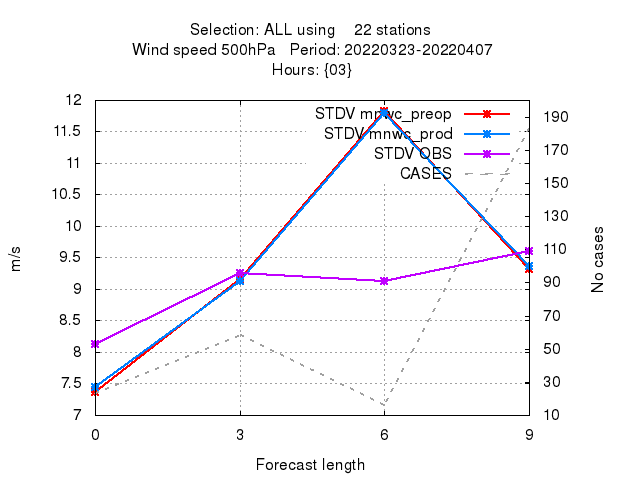 Selection: ALL using 22 stations
Wind speed 500hPa Period: 20220323-20220407
Hours: {03}
STDV mnwc_preop
STDV mnwc_prod
STDV OBS
CASES
12
11.5
11
10.5
10
9.5
9
8.5
8
7.5
7
190
170
150
130
110
90
70
50
30
10
m/s
No cases
0 3 6 9
Forecast length